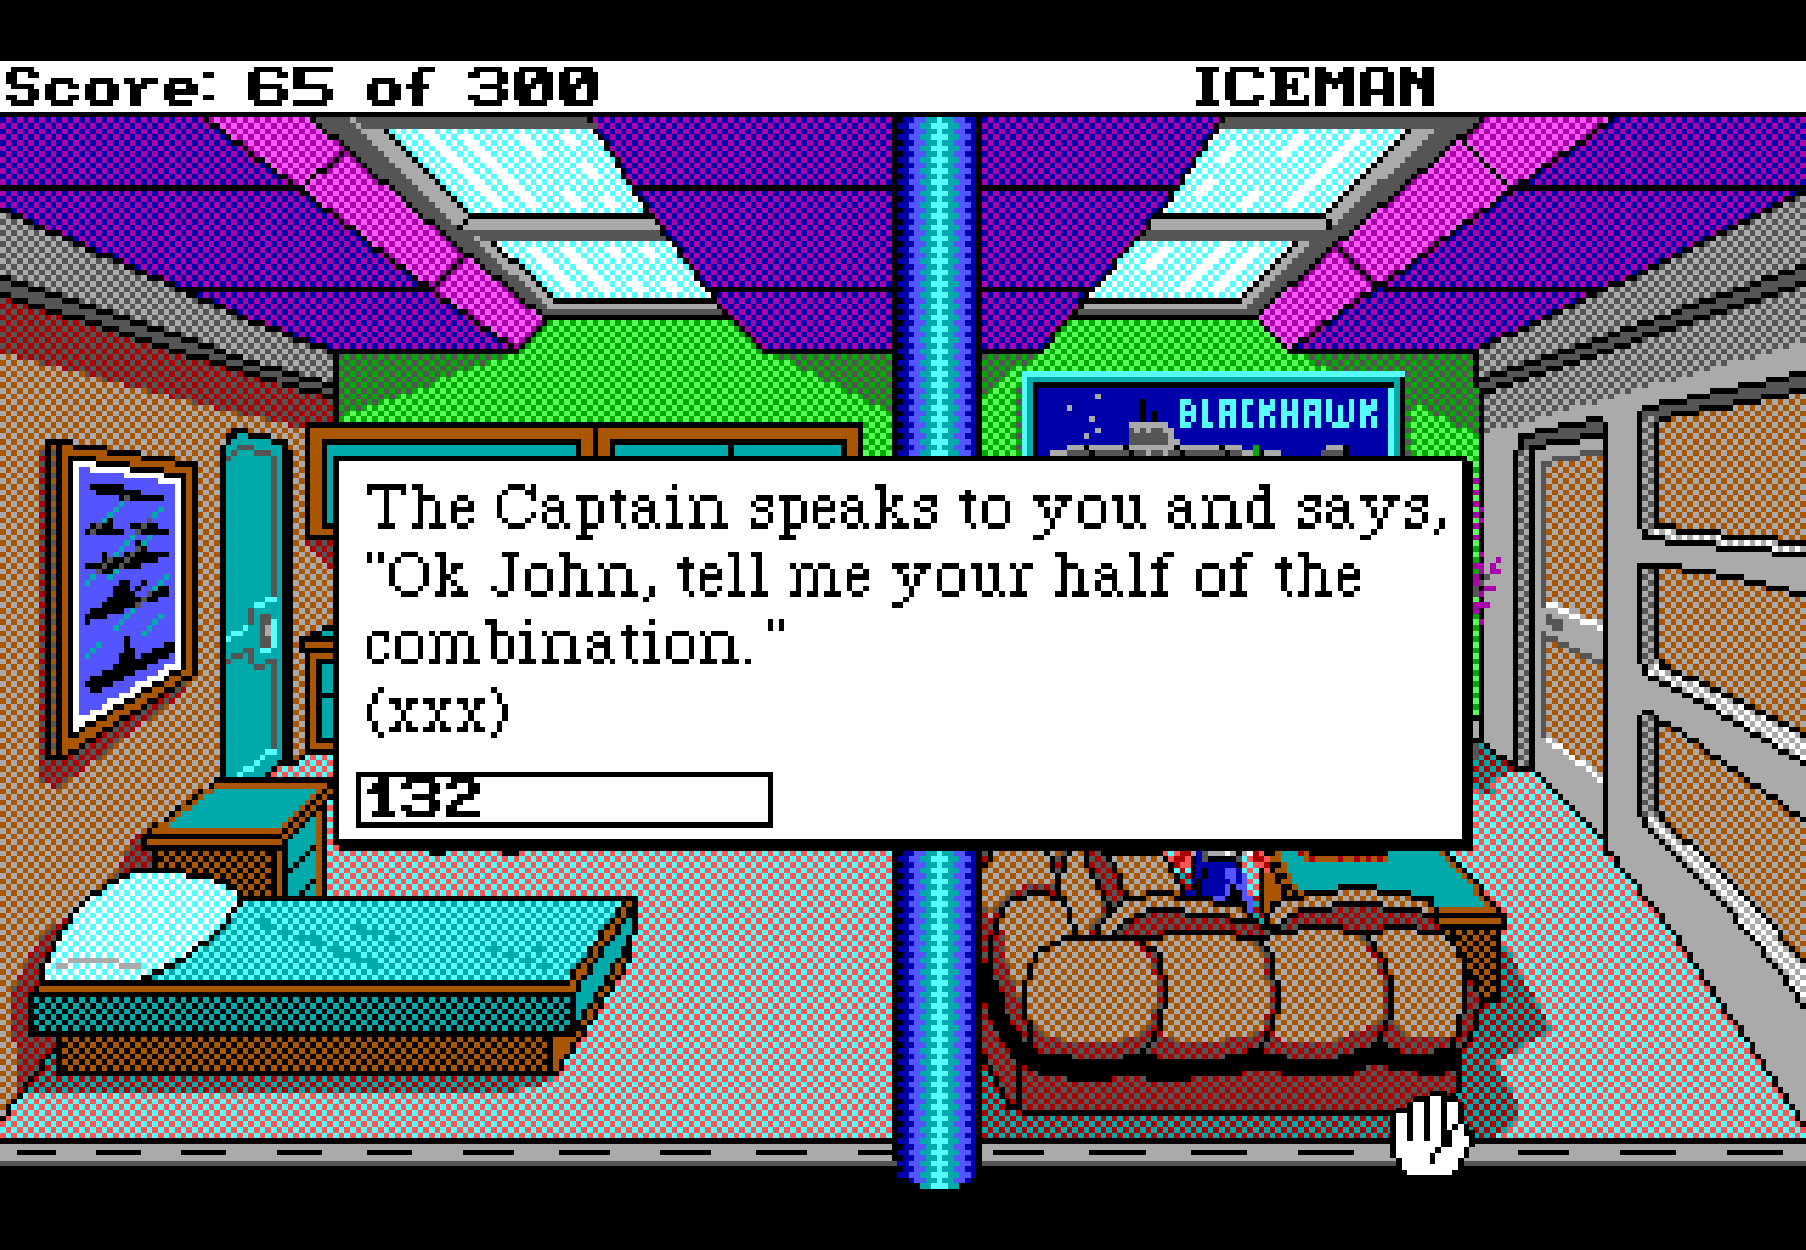 Score: 65 of 300
ICEMAN
BLACKHAWK
The Captain speaks to you and says,
"Ok John, tell me your half of the
combination."
(xxx)
132